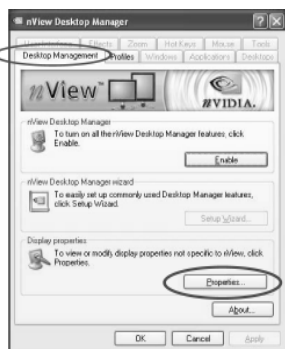 nView Desktop Manager
User Interface Effects Zoom Hot Keys Mouse Tools
Desktop Management Profiles Windows Applications Desktops
nView
NVIDIA.
nView Desktop Manager
To turn on all the nView Desktop Manager features, click
Enable.
Enable
nView Desktop Manager wizard
To easily set up commonly used Desktop Manager features,
click Setup Wizard.
Setup Wizard...
Display properties
To view or modify display properties not specific to nView, click
Properties.
Properties...
About...
OK Cancel Apply